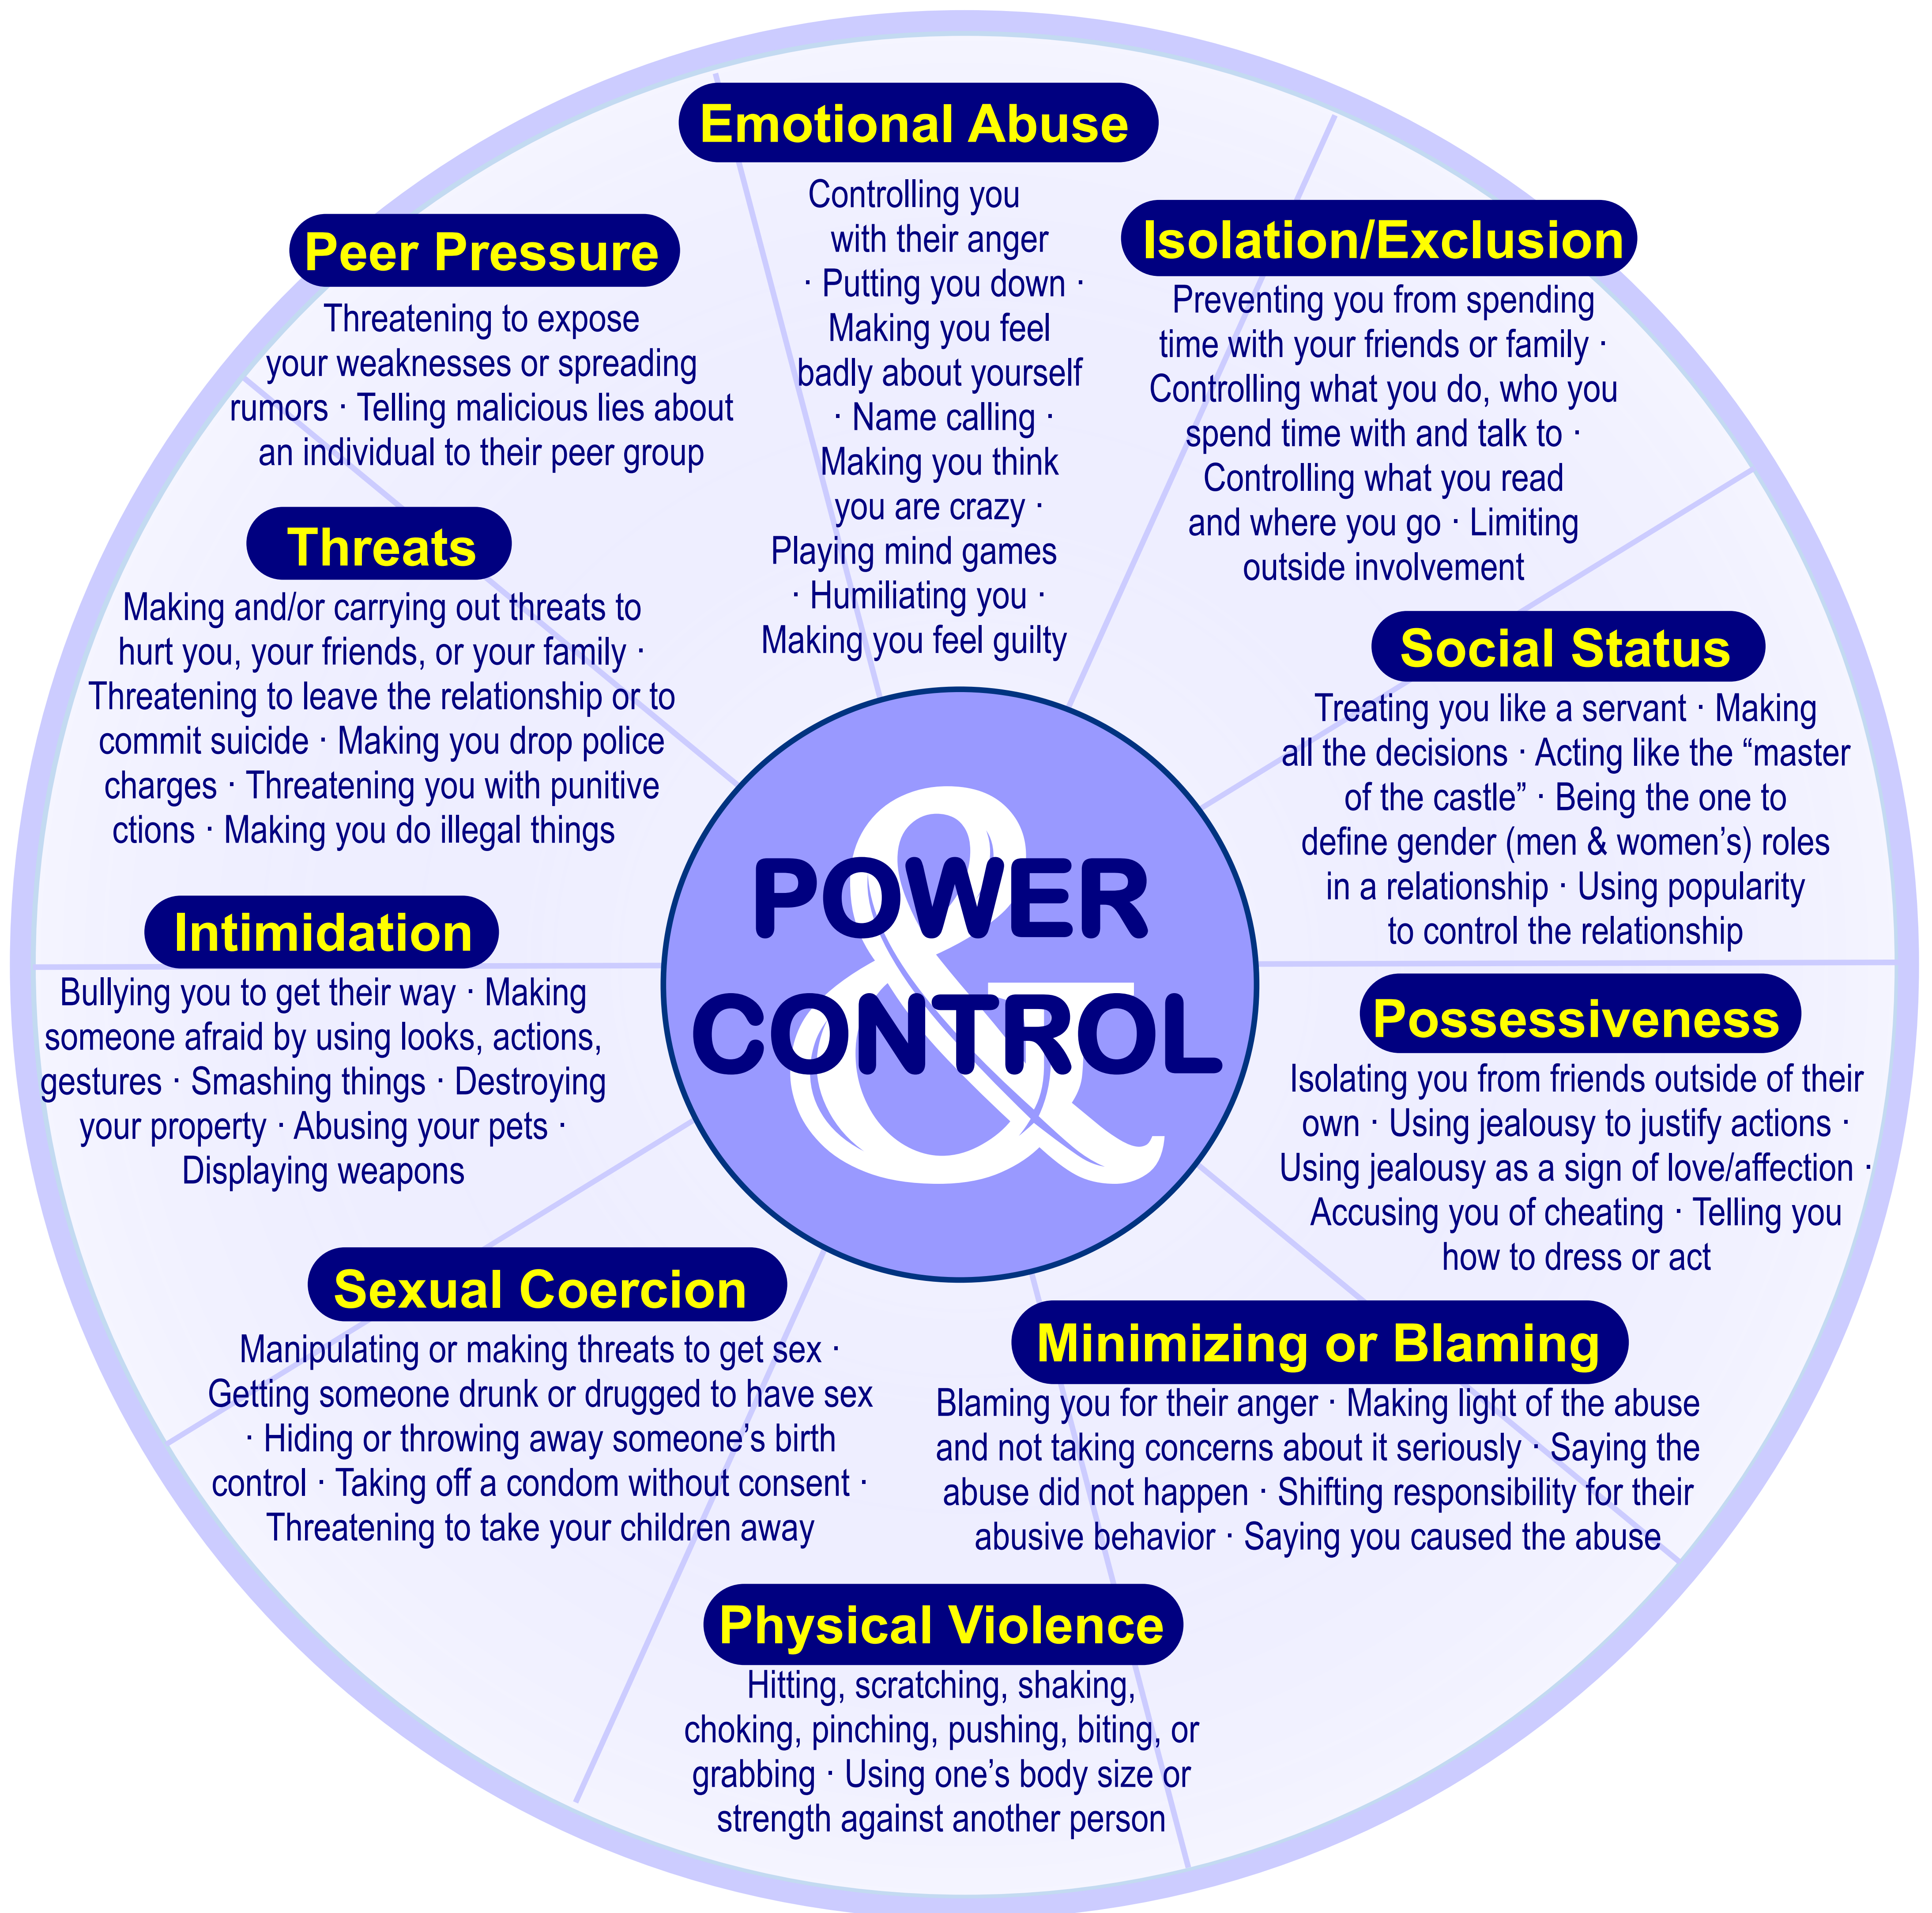 Emotional Abuse
Controlling you
with their anger
· Putting you down ·
Making you feel
badly about yourself
· Name calling ·
Making you think
you are crazy ·
Playing mind games
· Humiliating you ·
Making you feel guilty
Isolation/Exclusion
Preventing you from spending
time with your friends or family ·
Controlling what you do, who you
spend time with and talk to ·
Controlling what you read
and where you go · Limiting
outside involvement
Social Status
Treating you like a servant · Making
all the decisions · Acting like the “master
of the castle” · Being the one to
define gender (men & women’s) roles
in a relationship · Using popularity
to control the relationship
Possessiveness
Isolating you from friends outside of their
own · Using jealousy to justify actions ·
Using jealousy as a sign of love/affection ·
Accusing you of cheating · Telling you
how to dress or act
Minimizing or Blaming
Blaming you for their anger · Making light of the abuse
and not taking concerns about it seriously · Saying the
abuse did not happen · Shifting responsibility for their
abusive behavior · Saying you caused the abuse
Physical Violence
Hitting, scratching, shaking,
choking, pinching, pushing, biting, or
grabbing · Using one’s body size or
strength against another person
Sexual Coercion
Manipulating or making threats to get sex ·
Getting someone drunk or drugged to have sex
· Hiding or throwing away someone’s birth
control · Taking off a condom without consent ·
Threatening to take your children away
Intimidation
Bullying you to get their way · Making
someone afraid by using looks, actions,
gestures · Smashing things · Destroying
your property · Abusing your pets ·
Displaying weapons
Threats
Making and/or carrying out threats to
hurt you, your friends, or your family ·
Threatening to leave the relationship or to
commit suicide · Making you drop police
charges · Threatening you with punitive
ctions · Making you do illegal things
Peer Pressure
Threatening to expose
your weaknesses or spreading
rumors · Telling malicious lies about
an individual to their peer group
POWER
&
CONTROL